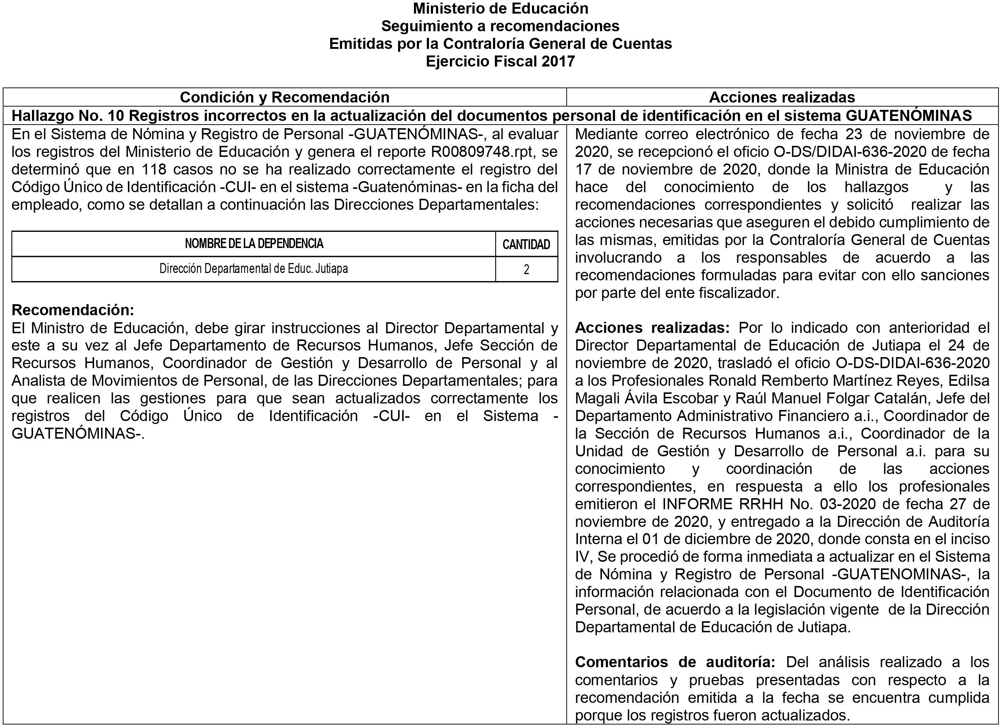 Ministerio de Educación
Seguimiento a recomendaciones
Emitidas por la Contraloría General de Cuentas
Ejercicio Fiscal 2017
Condición y Recomendación
Acciones realizadas
Hallazgo No. 10 Registros incorrectos en la actualización del documentos personal de identificación en el sistema GUATENÓMINAS
En el Sistema de Nómina y Registro de Personal -GUATENÓMINAS-, al evaluar
los registros del Ministerio de Educación y genera el reporte R00809748.rpt, se
determinó que en 118 casos no se ha realizado correctamente el registro del
Código Único de Identificación -CUI- en el sistema -Guatenóminas- en la ficha del
empleado, como se detallan a continuación las Direcciones Departamentales:
NOMBRE DE LA DEPENDENCIA
CANTIDAD
Dirección Departamental de Educ. Jutiapa
2
Recomendación:
El Ministro de Educación, debe girar instrucciones al Director Departamental y
este a su vez al Jefe Departamento de Recursos Humanos, Jefe Sección de
Recursos Humanos, Coordinador de Gestión y Desarrollo de Personal y al
Analista de Movimientos de Personal, de las Direcciones Departamentales; para
que realicen las gestiones para que sean actualizados correctamente los
registros del Código Único de Identificación -CUI- en el Sistema -
GUATENÓMINAS-.
Mediante correo electrónico de fecha 23 de noviembre de
2020, se recepcionó el oficio O-DS/DIDAI-636-2020 de fecha
17 de noviembre de 2020, donde la Ministra de Educación
hace del conocimiento de los hallazgos y las
recomendaciones correspondientes y solicitó realizar las
acciones necesarias que aseguren el debido cumplimiento de
las mismas, emitidas por la Contraloría General de Cuentas
involucrando a los responsables de acuerdo a las
recomendaciones formuladas para evitar con ello sanciones
por parte del ente fiscalizador.
Acciones realizadas: Por lo indicado con anterioridad el
Director Departamental de Educación de Jutiapa el 24 de
noviembre de 2020, trasladó el oficio O-DS-DIDAI-636-2020
a los Profesionales Ronald Remberto Martínez Reyes, Edilsa
Magali Ávila Escobar y Raúl Manuel Folgar Catalán, Jefe del
Departamento Administrativo Financiero a.i., Coordinador de
la Sección de Recursos Humanos a.i., Coordinador de la
Unidad de Gestión y Desarrollo de Personal a.i. para su
conocimiento y coordinación de las acciones
correspondientes, en respuesta a ello los profesionales
emitieron el INFORME RRHH No. 03-2020 de fecha 27 de
noviembre de 2020, y entregado a la Dirección de Auditoría
Interna el 01 de diciembre de 2020, donde consta en el inciso
IV, Se procedió de forma inmediata a actualizar en el Sistema
de Nómina y Registro de Personal -GUATENOMINAS-, la
información relacionada con el Documento de Identificación
Personal, de acuerdo a la legislación vigente de la Dirección
Departamental de Educación de Jutiapa.
Comentarios de auditoría: Del análisis realizado a los
comentarios y pruebas presentadas con respecto a la
recomendación emitida a la fecha se encuentra cumplida
porque los registros fueron actualizados.